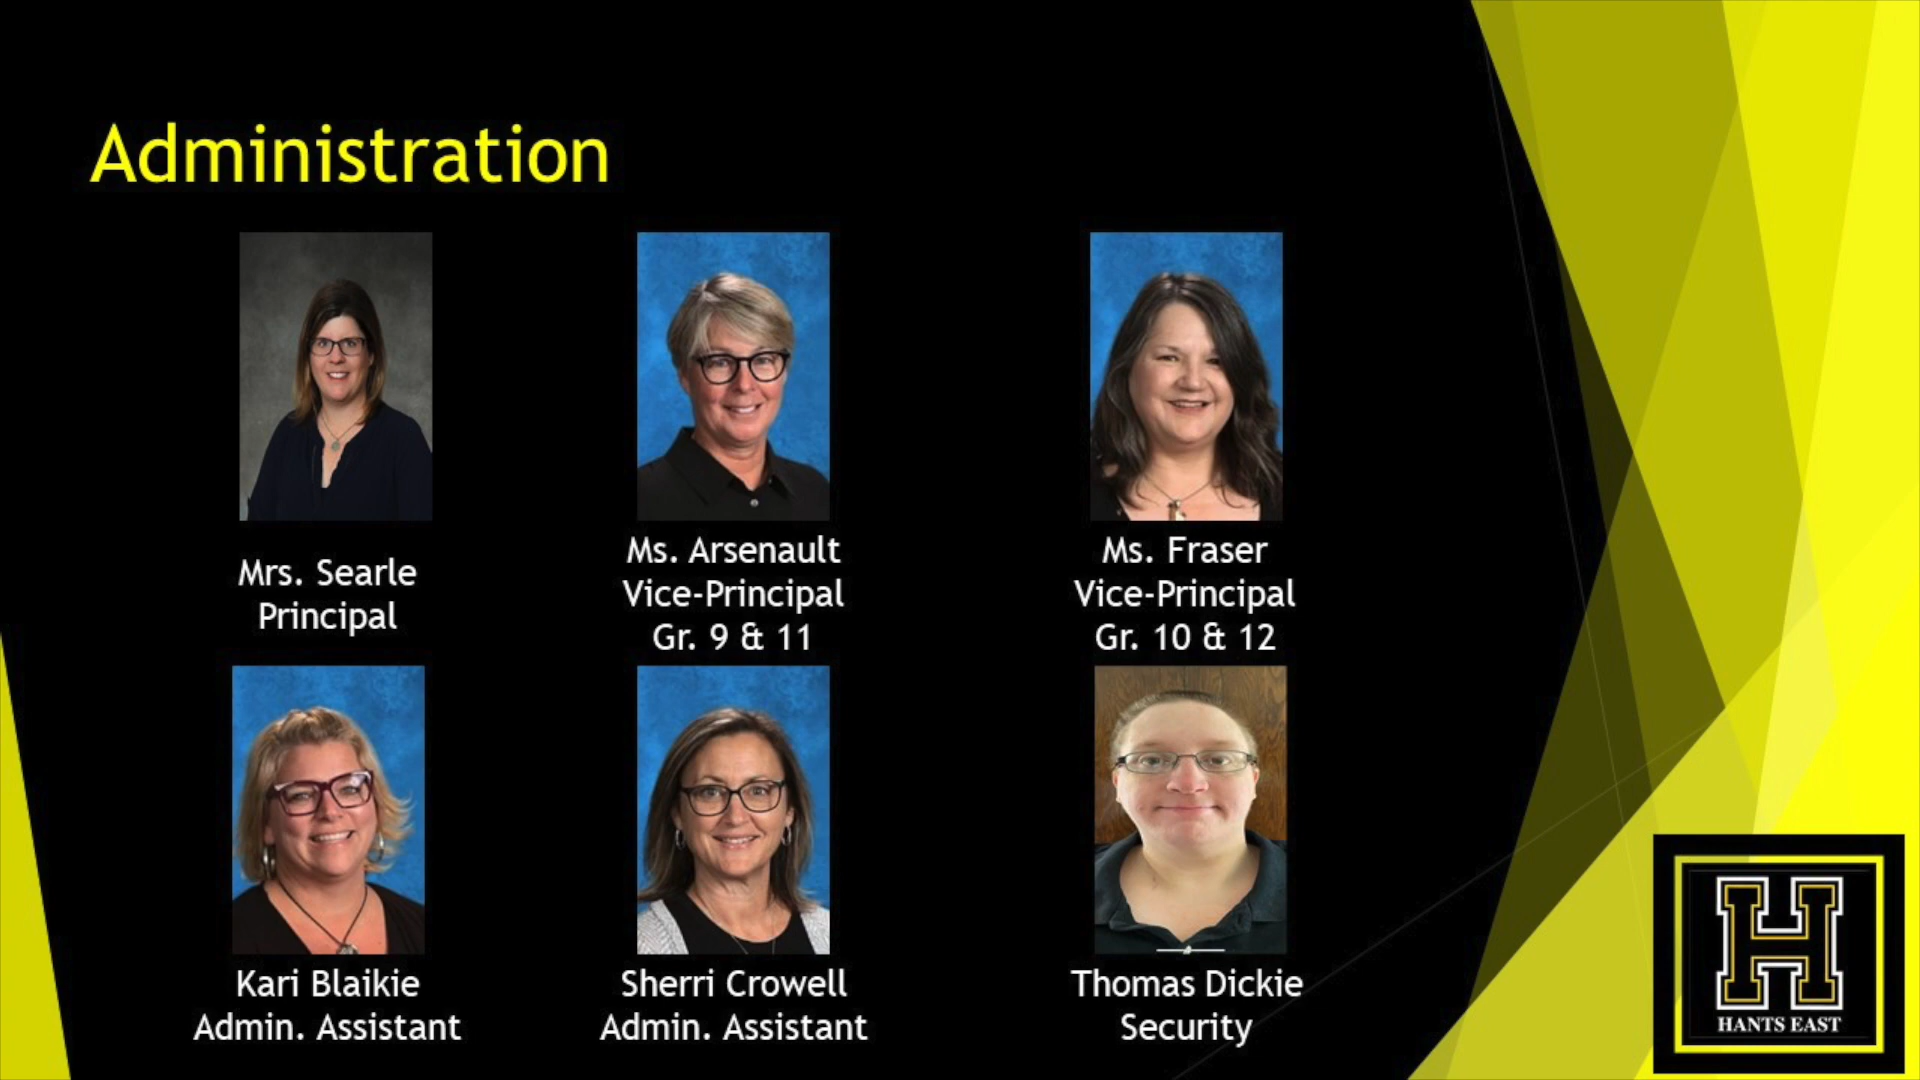 Administration
Mrs. Searle
Principal
Ms. Arsenault
Vice-Principal
Gr. 9 & 11
Ms. Fraser
Vice-Principal
Gr. 10 & 12
Kari Blaikie
Admin. Assistant
Sherri Crowell
Admin. Assistant
Thomas Dickie
Security
H
HANTS EAST